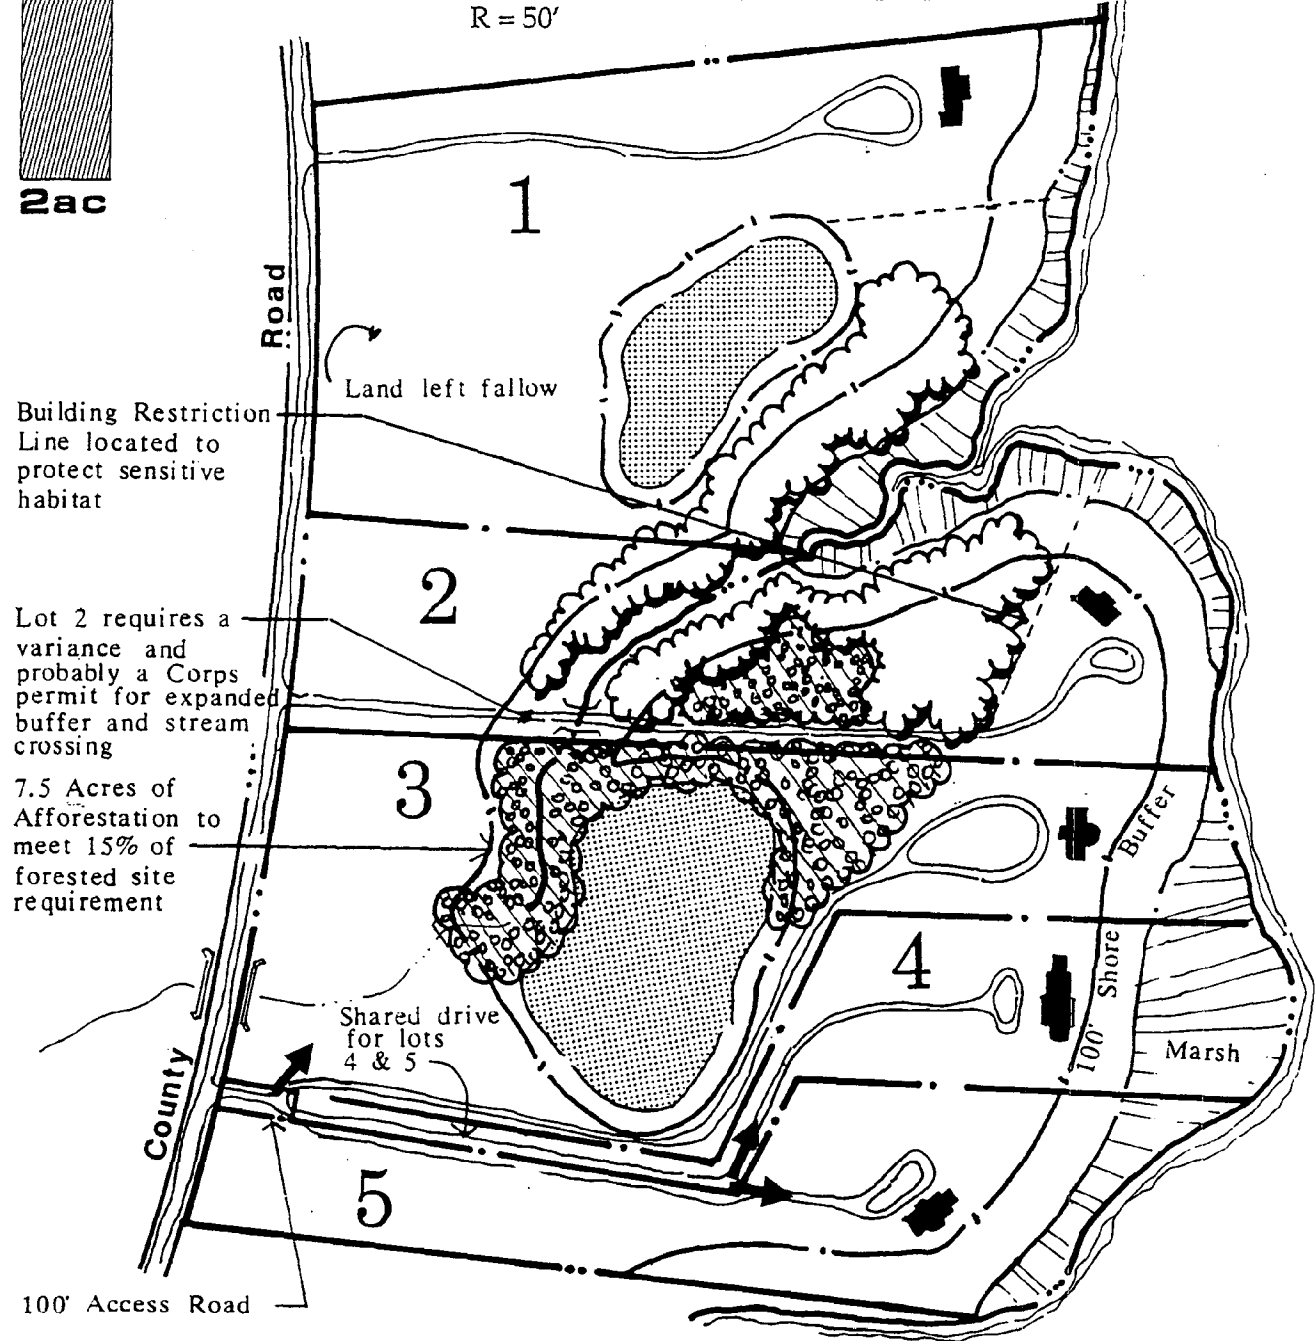 R = 50'
2ac
1
Road
Land left fallow
Building Restriction
Line located to
protect sensitive
habitat
2
Lot 2 requires a
variance and
probably a Corps
permit for expanded
buffer and stream
crossing
3
7.5 Acres of
Afforestation to
meet 15% of
forested site
requirement
100' Shore Buffer
4
Shared drive
for lots
4 & 5
Marsh
County
5
100' Access Road